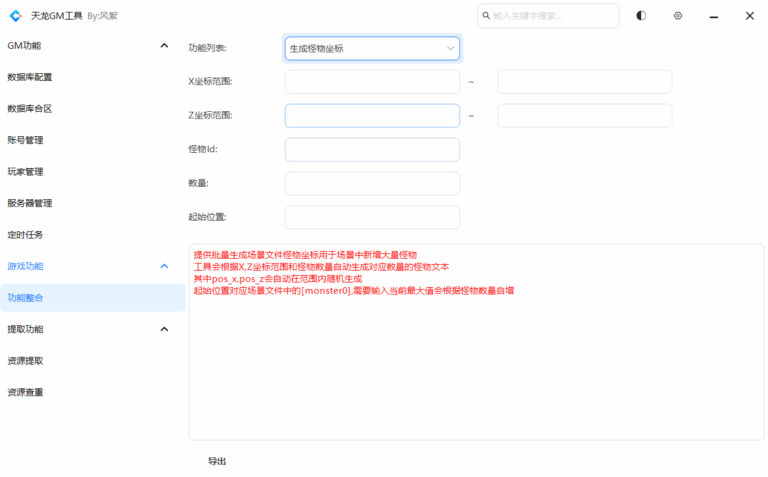 天龙GM工具 By:风絮
输入关键字搜索...
GM功能
数据库配置
数据库合区
账号管理
玩家管理
服务器管理
定时任务
游戏功能
功能整合
提取功能
资源提取
资源查重
功能列表:
生成怪物坐标
X坐标范围:
~
Z坐标范围:
~
怪物Id:
数量:
起始位置:
提供批量生成场景文件怪物坐标用于场景中新增大量怪物
工具会根据X,Z坐标范围和怪物数量自动生成对应数量的怪物文本
其中pos_x,pos_z会自动在范围内随机生成
起始位置对应场景文件中的[monster0],需要输入当前最大值会根据怪物数量自增
导出